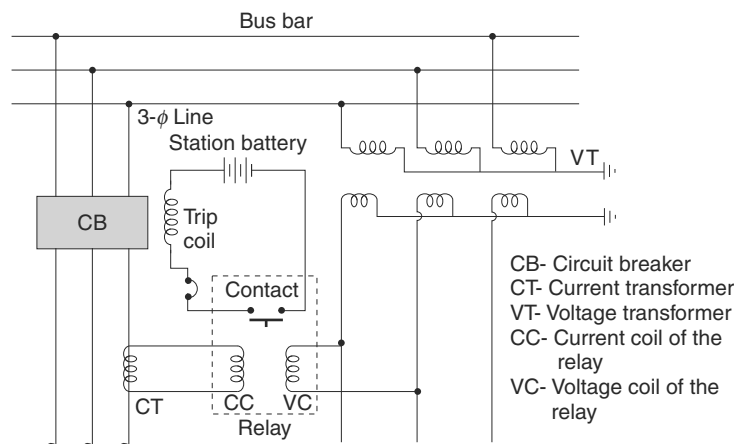 Bus bar
3-ϕ Line
Station battery
VT
CB
Trip
coil
Contact
CT
CC
VC
Relay
CB- Circuit breaker
CT- Current transformer
VT- Voltage transformer
CC- Current coil of the
relay
VC- Voltage coil of the
relay